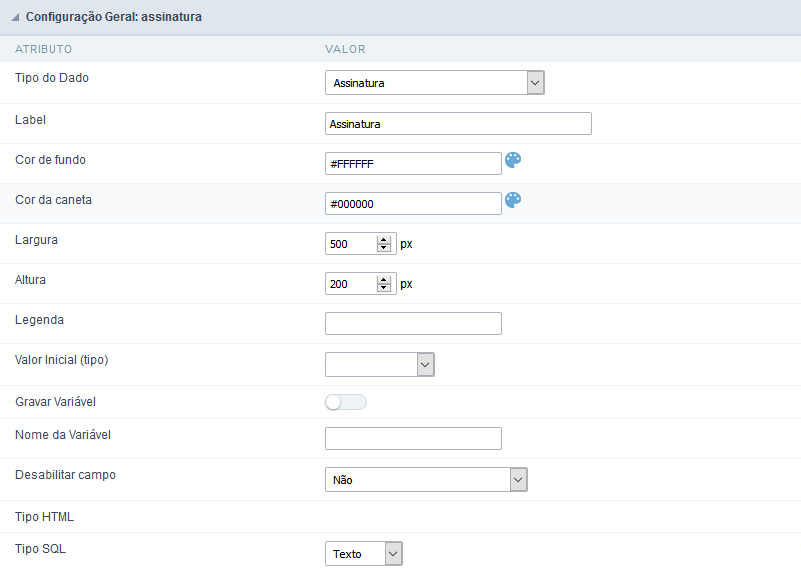 Configuração Geral: assinatura
ATRIBUTO VALOR
Tipo do Dado Assinatura
Label Assinatura
Cor de fundo #FFFFFF
Cor da caneta #000000
Largura 500 px
Altura 200 px
Legenda
Valor Inicial (tipo)
Gravar Variável
Nome da Variável
Desabilitar campo Não
Tipo HTML
Tipo SQL Texto